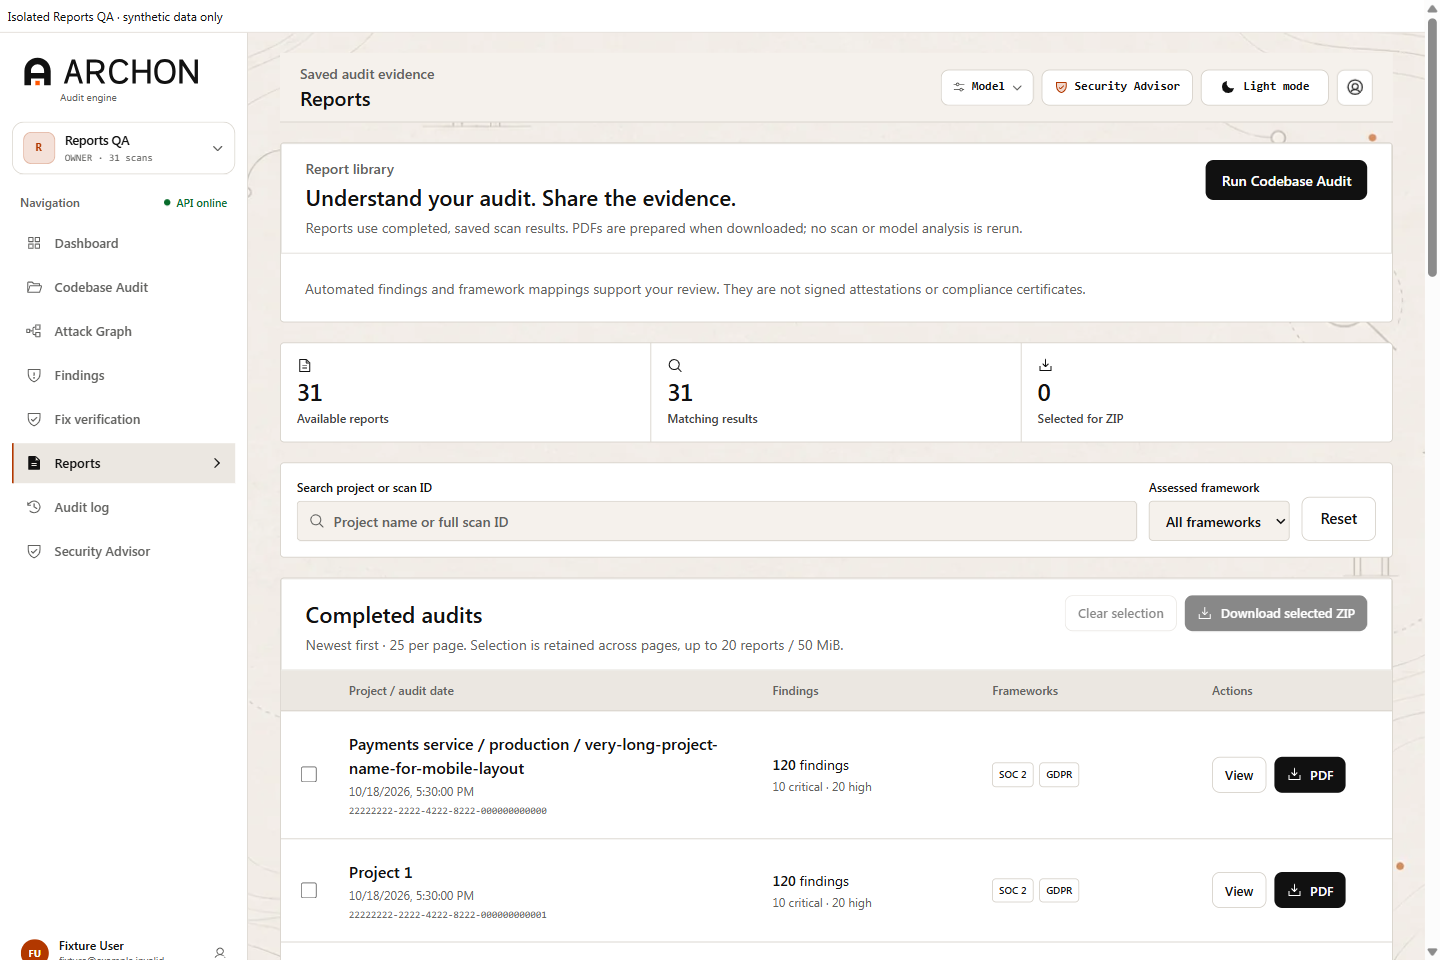 Isolated Reports QA · synthetic data only
ARCHON
Audit engine
R
Reports QA
OWNER · 31 scans
Navigation
API online
Dashboard
Codebase Audit
Attack Graph
Findings
Fix verification
Reports
Audit log
Security Advisor
FU
Fixture User
Saved audit evidence
Reports
Model
Security Advisor
Light mode
Report library
Understand your audit. Share the evidence.
Reports use completed, saved scan results. PDFs are prepared when downloaded; no scan or model analysis is rerun.
Run Codebase Audit
Automated findings and framework mappings support your review. They are not signed attestations or compliance certificates.
31
Available reports
31
Matching results
0
Selected for ZIP
Search project or scan ID
Project name or full scan ID
Assessed framework
All frameworks
Reset
Completed audits
Newest first · 25 per page. Selection is retained across pages, up to 20 reports / 50 MiB.
Clear selection
Download selected ZIP
Project / audit date
Findings
Frameworks
Actions
Payments service / production / very-long-project-
name-for-mobile-layout
10/18/2026, 5:30:00 PM
22222222-2222-4222-8222-000000000000
120 findings
10 critical · 20 high
SOC 2
GDPR
View
PDF
Project 1
10/18/2026, 5:30:00 PM
22222222-2222-4222-8222-000000000001
120 findings
10 critical · 20 high
SOC 2
GDPR
View
PDF